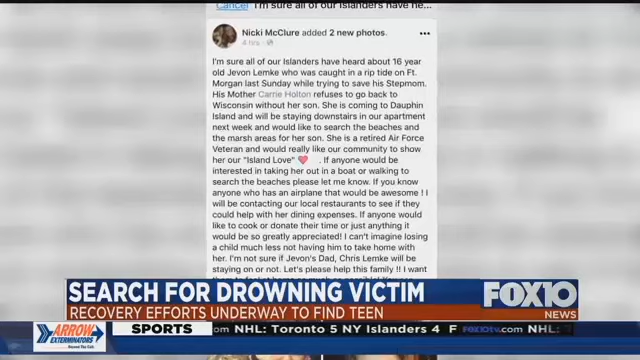 Cancel I'm sure all of our Islanders have he...
Nicki McClure added 2 new photos.
4 hrs
I'm sure all of our Islanders have heard about 16 year
old Jevon Lemke who was caught in a rip tide on Ft.
Morgan last Sunday while trying to save his Stepmom.
His Mother Carrie Holton refuses to go back to
Wisconsin without her son. She is coming to Dauphin
Island and will be staying downstairs in our apartment
next week and would like to search the beaches and
the marsh areas for her son. She is a retired Air Force
Veteran and would really like our community to show
her our "Island Love" 💗 . If anyone would be
interested in taking her out in a boat or walking to
search the beaches please let me know. If you know
anyone who has an airplane that would be awesome ! I
will be contacting our local restaurants to see if they
could help with her dining expenses. If anyone would
like to cook or donate their time or just anything it
would be so greatly appreciated! I can't imagine losing
a child much less not having him to take home with
her. I'm not sure if Jevon's Dad, Chris Lemke will be
staying on or not. Let's please help this family !! I want
SEARCH FOR DROWNING VICTIM
RECOVERY EFFORTS UNDERWAY TO FIND TEEN
FOX10
NEWS
ARROW
EXTERMINATORS
Beyond The Call
SPORTS
om NHL: Toronto 5 NY Islanders 4 F FOX10TV.com NHL: